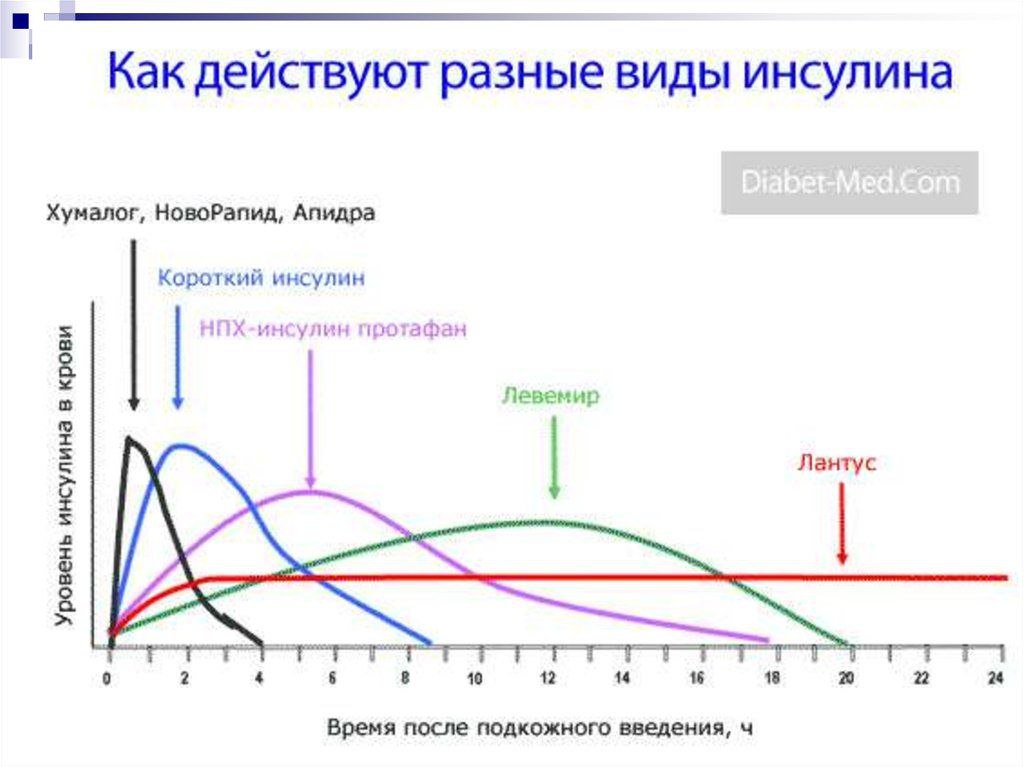 Как действуют разные виды инсулина
Diabet-Med.Com
Хумалог, НовоРапид, Апидра
Короткий инсулин
НПХ-инсулин протафан
Левемир
Лантус
Уровень инсулина в крови
0 2 4 6 8 10 12 14 16 18 20 22 24
Время после подкожного введения, ч